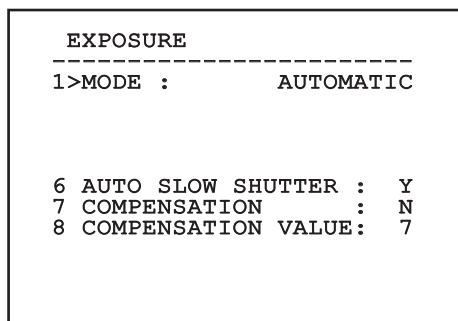 EXPOSURE
------------------------
1>MODE : AUTOMATIC
6 AUTO SLOW SHUTTER : Y
7 COMPENSATION : N
8 COMPENSATION VALUE: 7